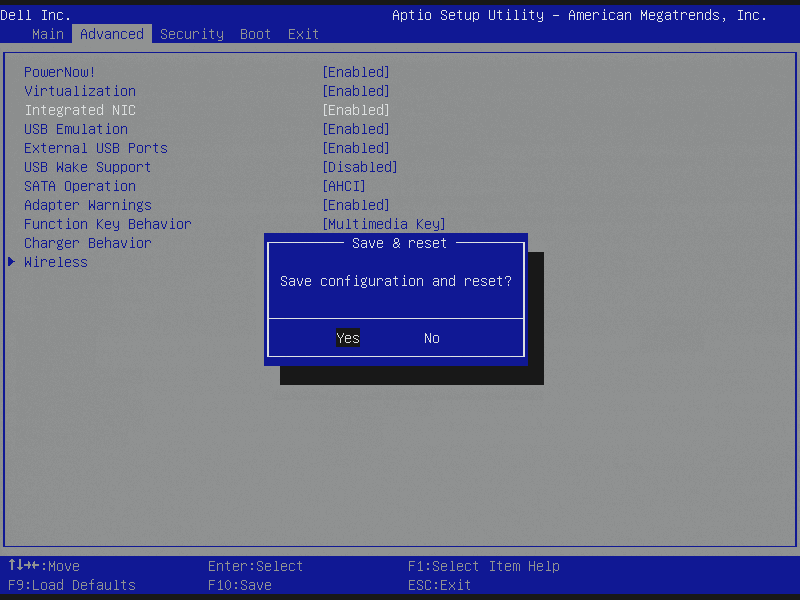 Dell Inc. Aptio Setup Utility – American Megatrends, Inc.
Main Advanced Security Boot Exit
PowerNow! [Enabled]
Virtualization [Enabled]
Integrated NIC [Enabled]
USB Emulation [Enabled]
External USB Ports [Enabled]
USB Wake Support [Disabled]
SATA Operation [AHCI]
Adapter Warnings [Enabled]
Function Key Behavior [Multimedia Key]
Charger Behavior
Wireless
Save & reset
Save configuration and reset?
Yes No
↑↓→←:Move Enter:Select F1:Select Item Help
F9:Load Defaults F10:Save ESC:Exit